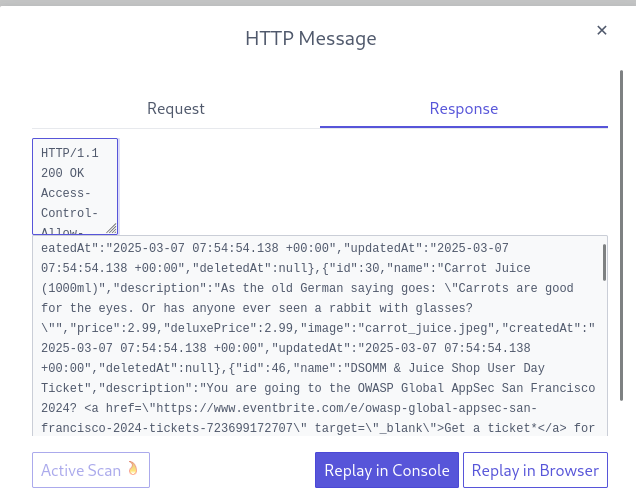 HTTP Message
×
Request
Response
HTTP/1.1
200 OK
Access-
Control-
Allow-
eatedAt":"2025-03-07 07:54:54.138 +00:00","updatedAt":"2025-03-07
07:54:54.138 +00:00","deletedAt":null},{"id":30,"name":"Carrot Juice
(1000ml)","description":"As the old German saying goes: \"Carrots are good
for the eyes. Or has anyone ever seen a rabbit with glasses?
\"","price":2.99,"deluxePrice":2.99,"image":"carrot_juice.jpeg","createdAt":"
2025-03-07 07:54:54.138 +00:00","updatedAt":"2025-03-07 07:54:54.138
+00:00","deletedAt":null},{"id":46,"name":"DSOMM & Juice Shop User Day
Ticket","description":"You are going to the OWASP Global AppSec San Francisco
2024? <a href=\"https://www.eventbrite.com/e/owasp-global-appsec-san-
francisco-2024-tickets-723699172707\" target=\"_blank\">Get a ticket*</a> for
Active Scan 🔥
Replay in Console
Replay in Browser